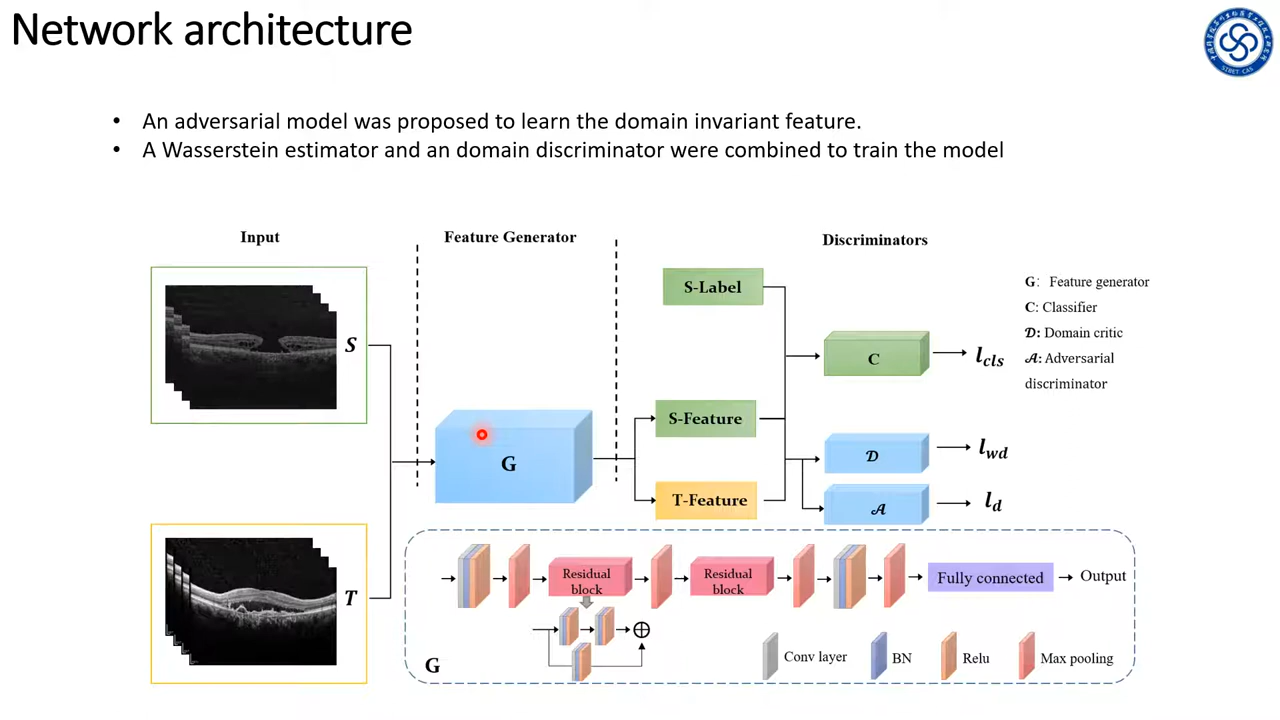 Network architecture
SIBET CAS
• An adversarial model was proposed to learn the domain invariant feature.
• A Wasserstein estimator and an domain discriminator were combined to train the model
Input
Feature Generator
Discriminators
S
T
G
S-Label
S-Feature
T-Feature
C
𝓓
𝓐
l_cls
l_wd
l_d
G: Feature generator
C: Classifier
𝓓: Domain critic
𝓐: Adversarial
discriminator
Residual
block
Residual
block
Fully connected
Output
G
Conv layer
BN
Relu
Max pooling